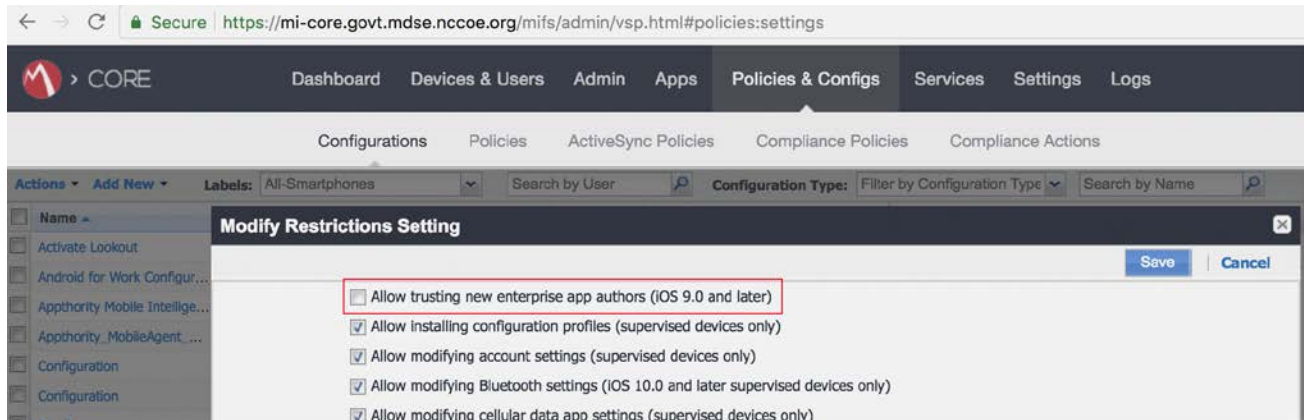 Secure https://mi-core.govt.mdse.nccoe.org/mifs/admin/vsp.html#policies:settings
> CORE Dashboard Devices & Users Admin Apps Policies & Configs Services Settings Logs
Configurations Policies ActiveSync Policies Compliance Policies Compliance Actions
Actions Add New Labels: All-Smartphones Search by User Configuration Type: Filter by Configuration Type Search by Name
Name
Modify Restrictions Setting
Activate Lookout
Save Cancel
Android for Work Configur...
Allow trusting new enterprise app authors (iOS 9.0 and later)
Appthority Mobile Intellige...
Allow installing configuration profiles (supervised devices only)
Appthority_MobileAgent_...
Allow modifying account settings (supervised devices only)
Configuration
Allow modifying Bluetooth settings (iOS 10.0 and later supervised devices only)
Configuration
Allow modifying cellular data app settings (supervised devices only)